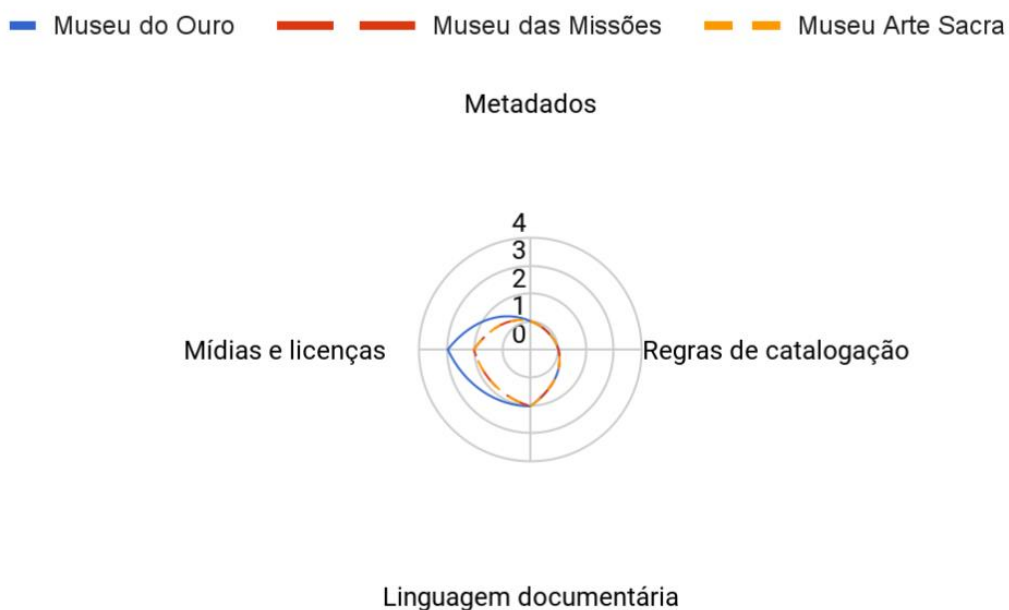 Museu do Ouro
Museu das Missões
Museu Arte Sacra
Metadados
4
3
2
1
0
Mídias e licenças
Regras de catalogação
Linguagem documentária